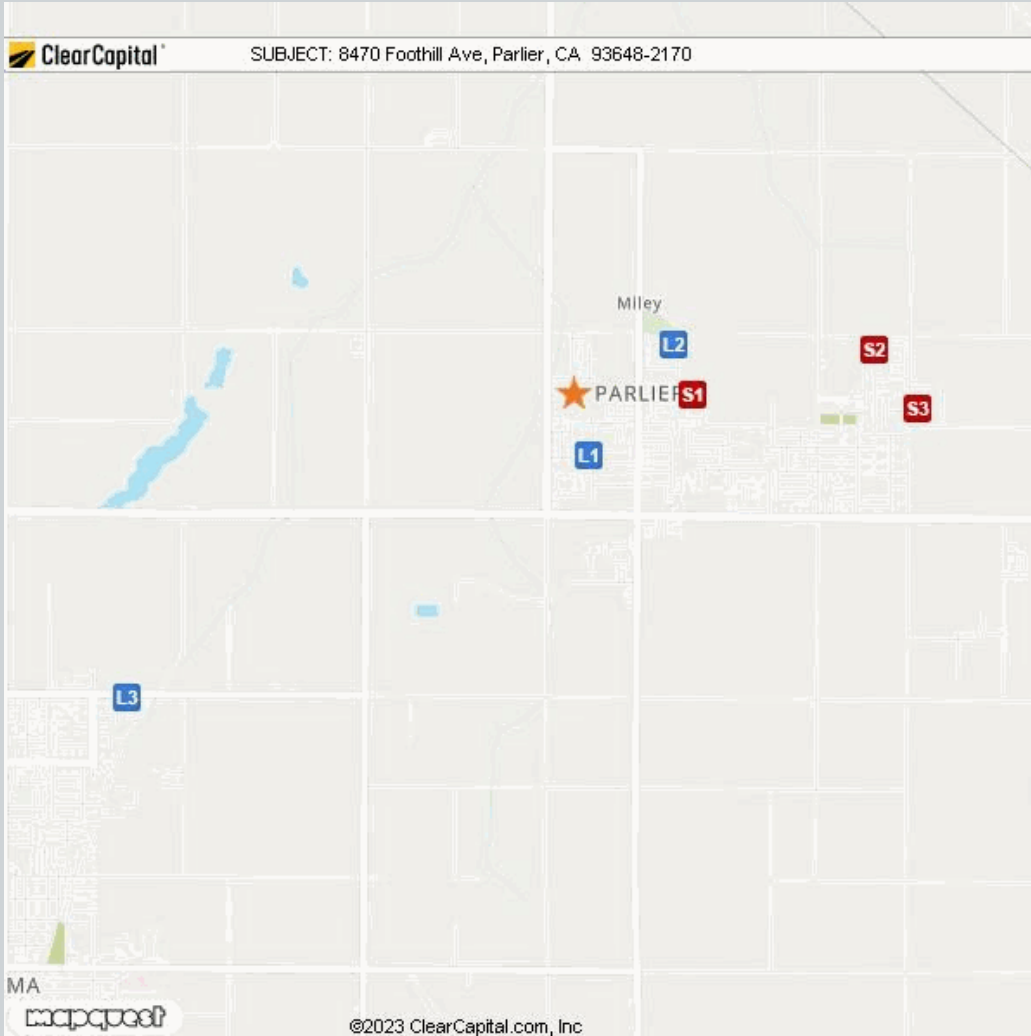 ClearCapital SUBJECT: 8470 Foothill Ave, Parlier, CA 93648-2170
Miley
L2
S2
PARLIER
S1
S3
L1
L3
MA
mapquest
©2023 ClearCapital.com, Inc